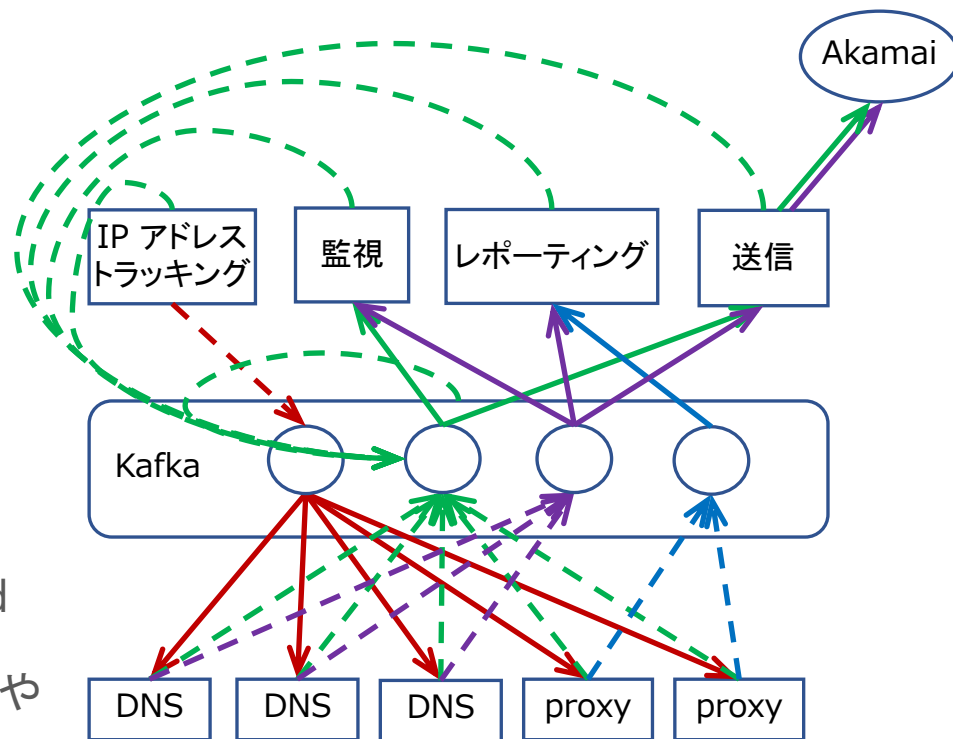 Akamai
IP アドレス
トラッキング
監視
レポーティング
送信
Kafka
d
や
DNS
DNS
DNS
proxy
proxy